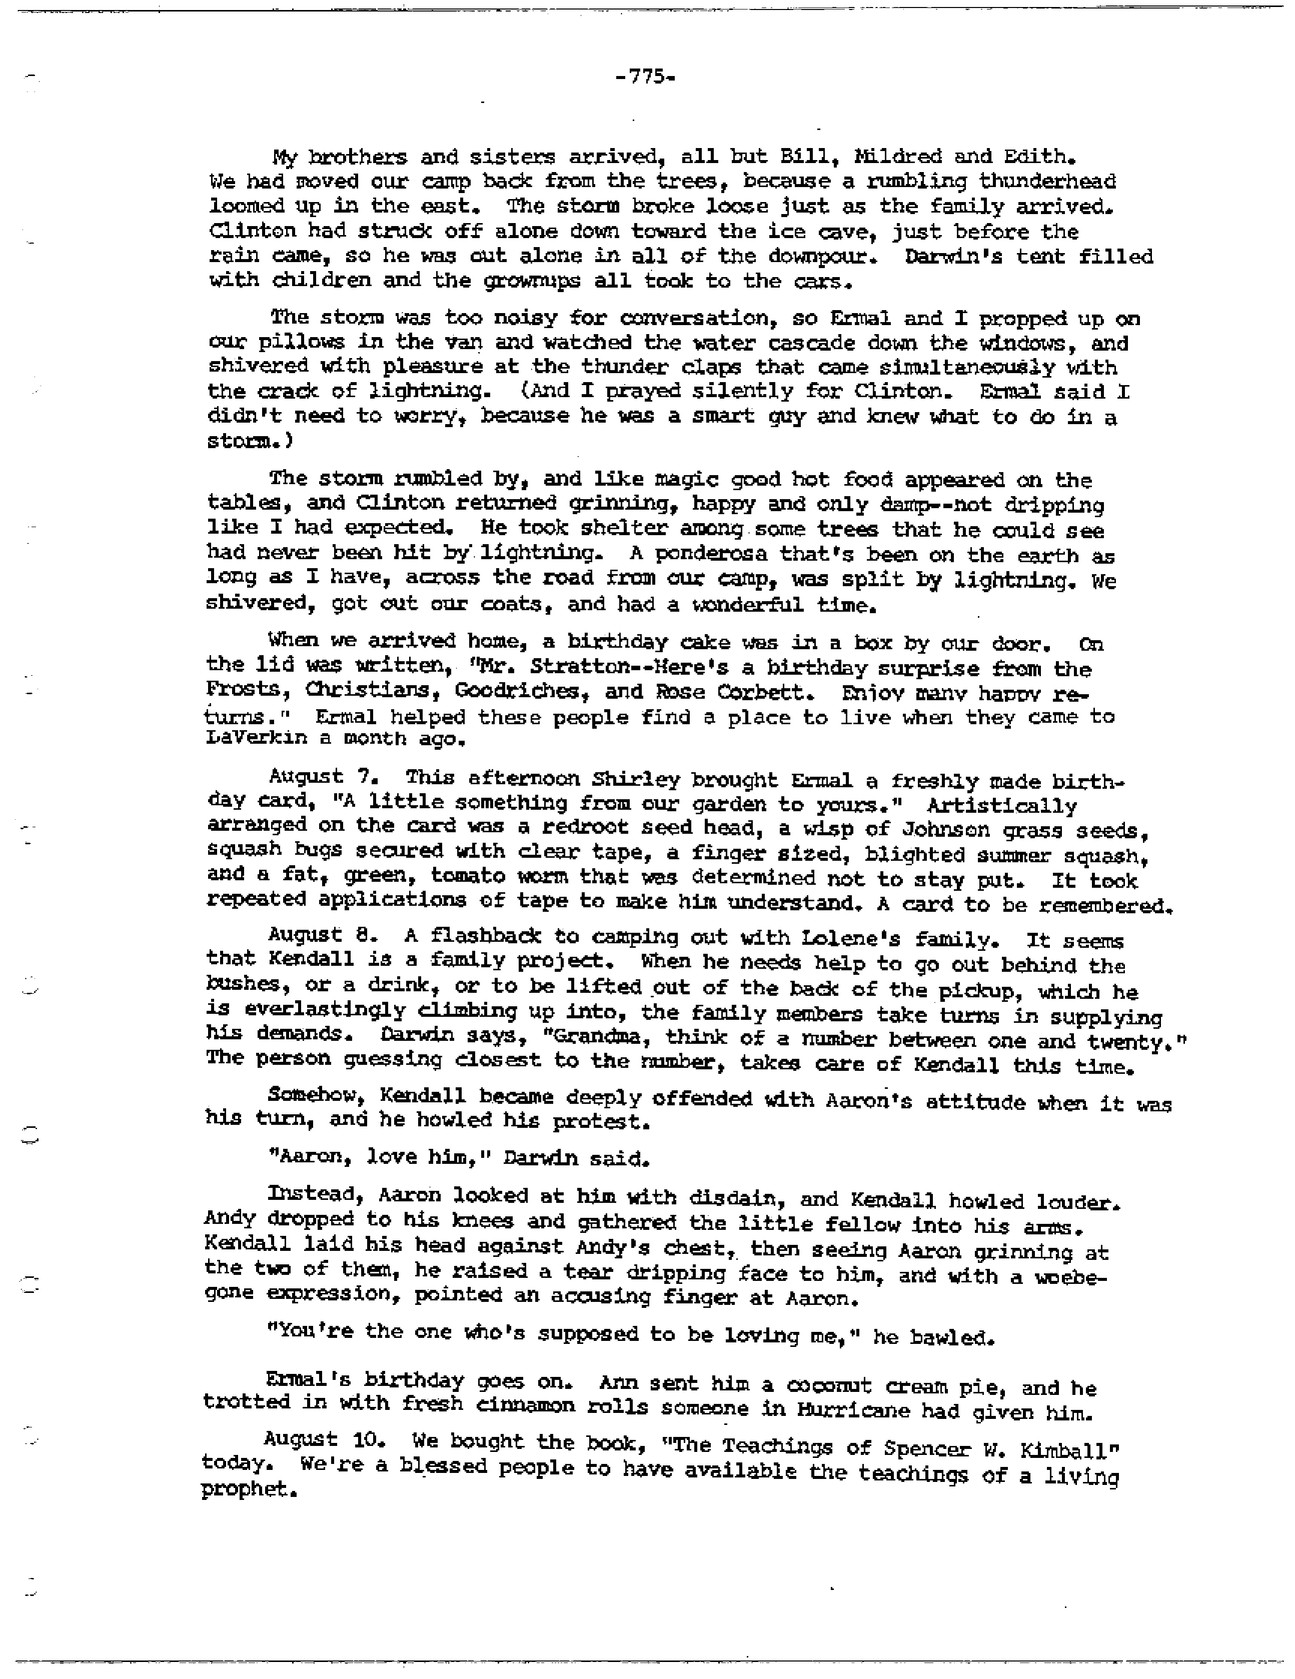 -775-
My brothers and sisters arrived, all but Bill, Mildred and Edith.
We had moved our camp back from the trees, because a rumbling thunderhead
loomed up in the east. The storm broke loose just as the family arrived.
Clinton had struck off alone down toward the ice cave, just before the
rain came, so he was out alone in all of the downpour. Darwin's tent filled
with children and the grownups all took to the cars.
The storm was too noisy for conversation, so Ermal and I propped up on
our pillows in the van and watched the water cascade down the windows, and
shivered with pleasure at the thunder claps that came simultaneously with
the crack of lightning. (And I prayed silently for Clinton. Ermal said I
didn't need to worry, because he was a smart guy and knew what to do in a
storm.)
The storm rumbled by, and like magic good hot food appeared on the
tables, and Clinton returned grinning, happy and only damp--not dripping
like I had expected. He took shelter among some trees that he could see
had never been hit by lightning. A ponderosa that's been on the earth as
long as I have, across the road from our camp, was split by lightning. We
shivered, got out our coats, and had a wonderful time.
When we arrived home, a birthday cake was in a box by our door. On
the lid was written, "Mr. Stratton--Here's a birthday surprise from the
Frosts, Christians, Goodriches, and Rose Corbett. Enjoy many happy re-
turns." Ermal helped these people find a place to live when they came to
LaVerkin a month ago.
August 7. This afternoon Shirley brought Ermal a freshly made birth-
day card, "A little something from our garden to yours." Artistically
arranged on the card was a redroot seed head, a wisp of Johnson grass seeds,
squash bugs secured with clear tape, a finger sized, blighted summer squash,
and a fat, green, tomato worm that was determined not to stay put. It took
repeated applications of tape to make him understand. A card to be remembered.
August 8. A flashback to camping out with Lolene's family. It seems
that Kendall is a family project. When he needs help to go out behind the
bushes, or a drink, or to be lifted out of the back of the pickup, which he
is everlastingly climbing up into, the family members take turns in supplying
his demands. Darwin says, "Grandma, think of a number between one and twenty."
The person guessing closest to the number, takes care of Kendall this time.
Somehow, Kendall became deeply offended with Aaron's attitude when it was
his turn, and he howled his protest.
"Aaron, love him," Darwin said.
Instead, Aaron looked at him with disdain, and Kendall howled louder.
Andy dropped to his knees and gathered the little fellow into his arms.
Kendall laid his head against Andy's chest, then seeing Aaron grinning at
the two of them, he raised a tear dripping face to him, and with a woebe-
gone expression, pointed an accusing finger at Aaron.
"You're the one who's supposed to be loving me," he bawled.
Ermal's birthday goes on. Ann sent him a coconut cream pie, and he
trotted in with fresh cinnamon rolls someone in Hurricane had given him.
August 10. We bought the book, "The Teachings of Spencer W. Kimball"
today. We're a blessed people to have available the teachings of a living
prophet.